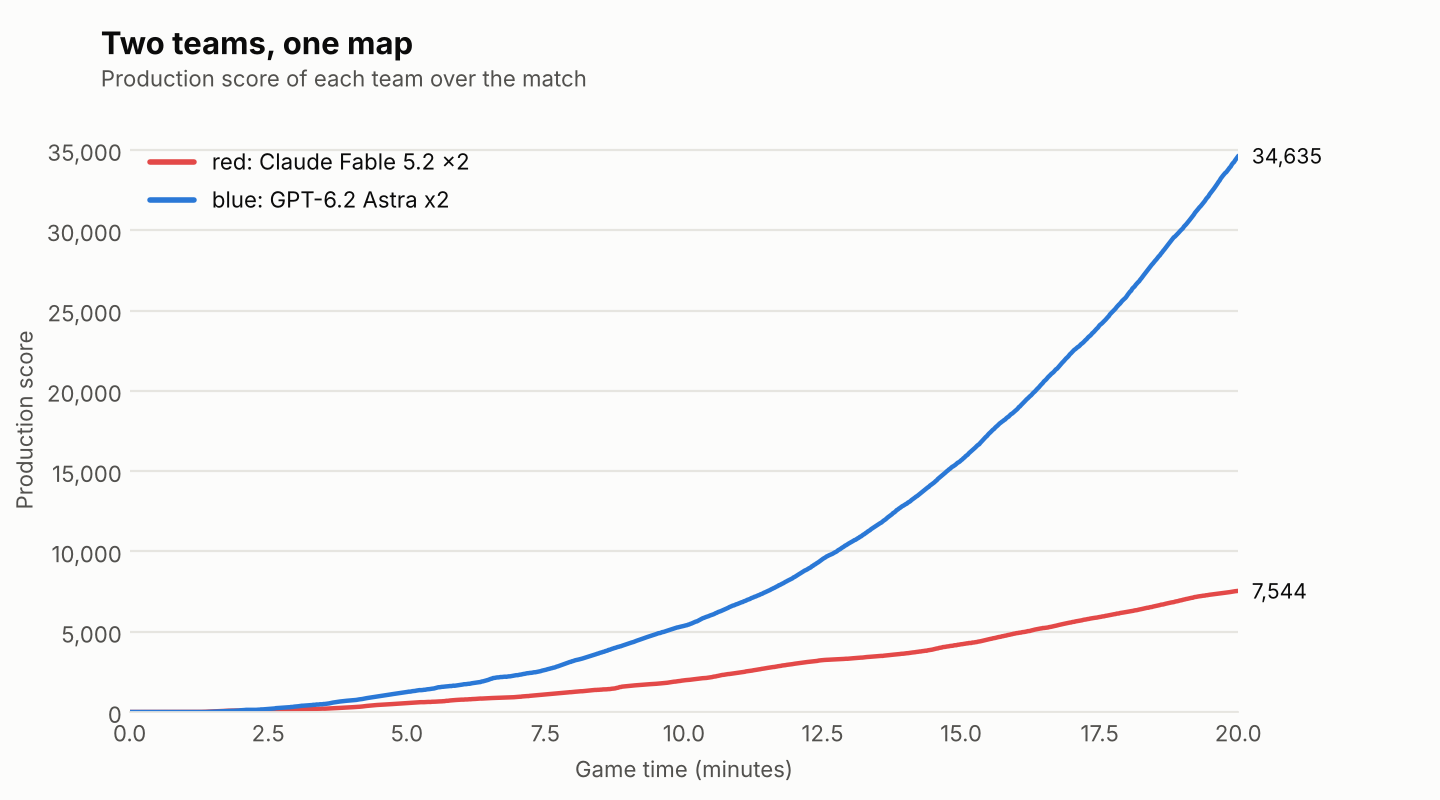 Two teams, one map
Production score of each team over the match
35,000
30,000
25,000
20,000
15,000
10,000
5,000
0
Production score
red: Claude Fable 5.2 ×2
blue: GPT-6.2 Astra x2
34,635
7,544
0.0 2.5 5.0 7.5 10.0 12.5 15.0 17.5 20.0
Game time (minutes)